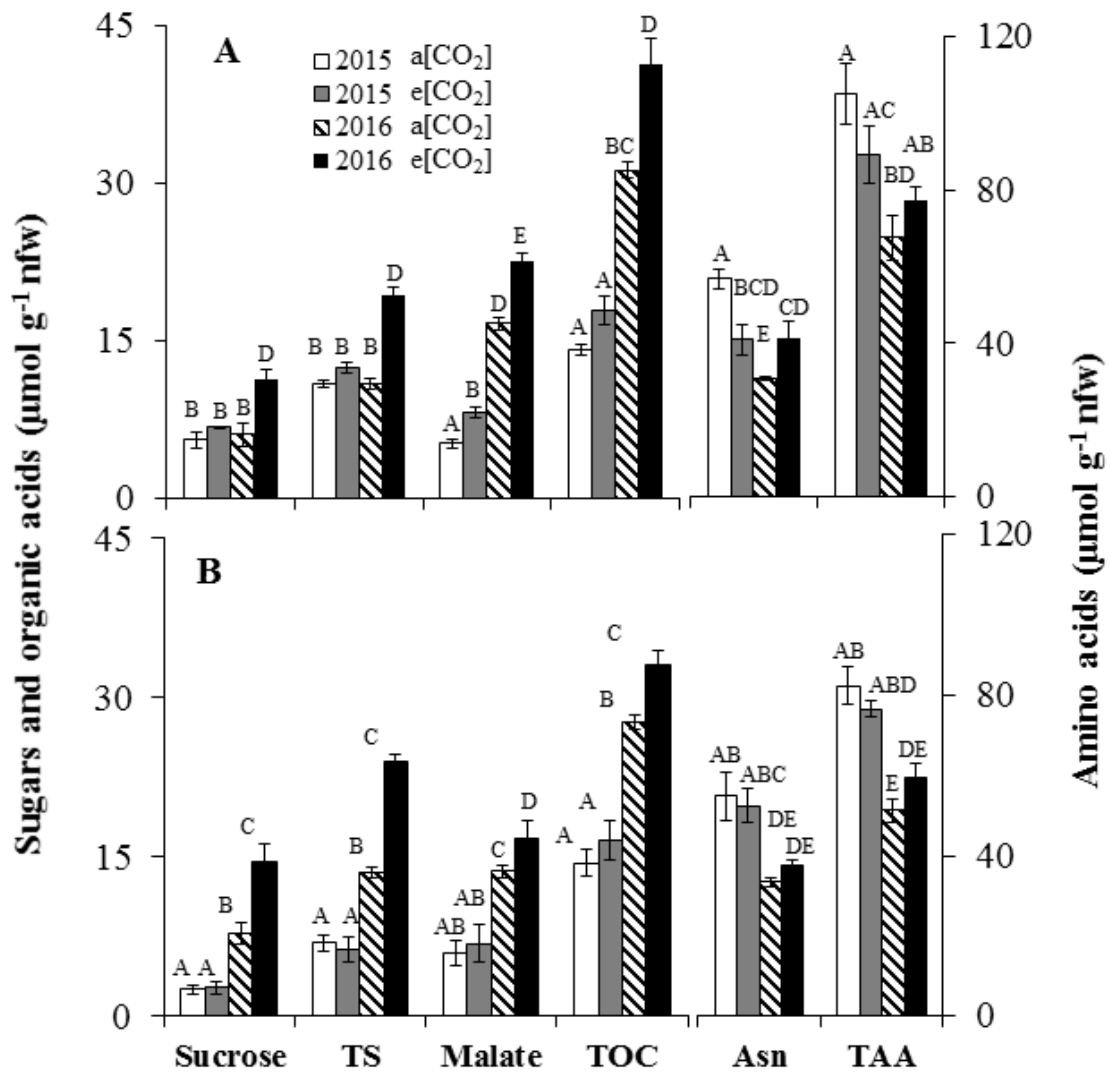 Sugars and organic acids (µmol g⁻¹ nfw)
Amino acids (µmol g⁻¹ nfw)
A
2015 a[CO₂]
2015 e[CO₂]
2016 a[CO₂]
2016 e[CO₂]
45
30
15
0
120
80
40
0
B B B D
B B B D
A B D E
A A BC D
A BCD E CD
A AC BD AB
B
45
30
15
0
120
80
40
0
A A B C
A A B C
AB AB C D
A A B C
AB ABC DE DE
AB ABD E DE
Sucrose TS Malate TOC Asn TAA